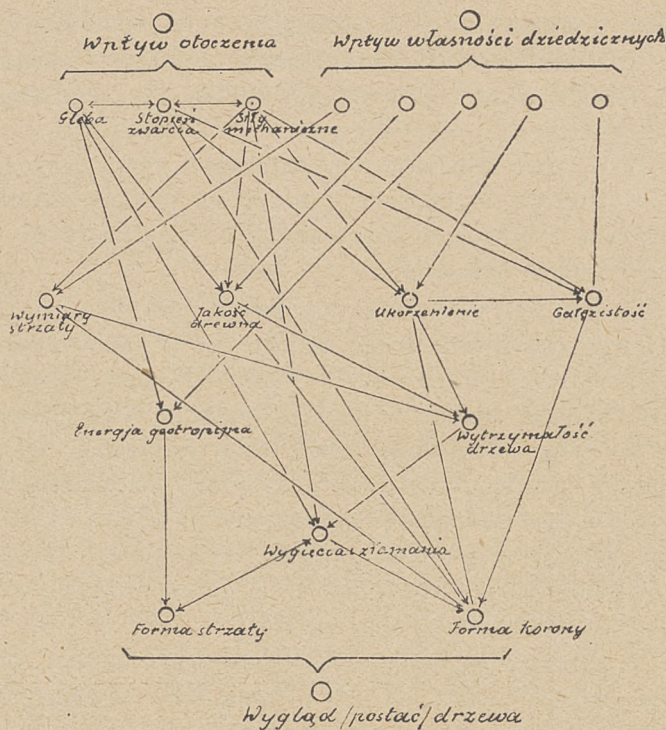 Wpływ otoczenia
Wpływ własności dziedzicznych
Gleba
Stopień
zwarcia
Siły
mechaniczne
Wymiary
strzały
Jakość
drewna
Ukorzenienie
Gałęzistość
Energja geotropijna
Wytrzymałość
drzewa
Wygięcia i złamania
Forma strzały
Forma korony
Wygląd /postać/ drzewa